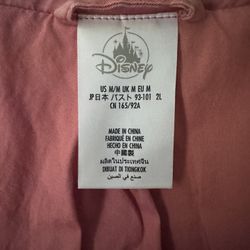 Disney
US M/M UK M EU M
JP日本 バスト 93-101 2L
CN 165/92A
MADE IN CHINA
FABRIQUÉ EN CHINE
HECHO EN CHINA
中國製
ผลิตในประเทศจีน
DIBUAT DI TIONGKOK
صنع في الصين